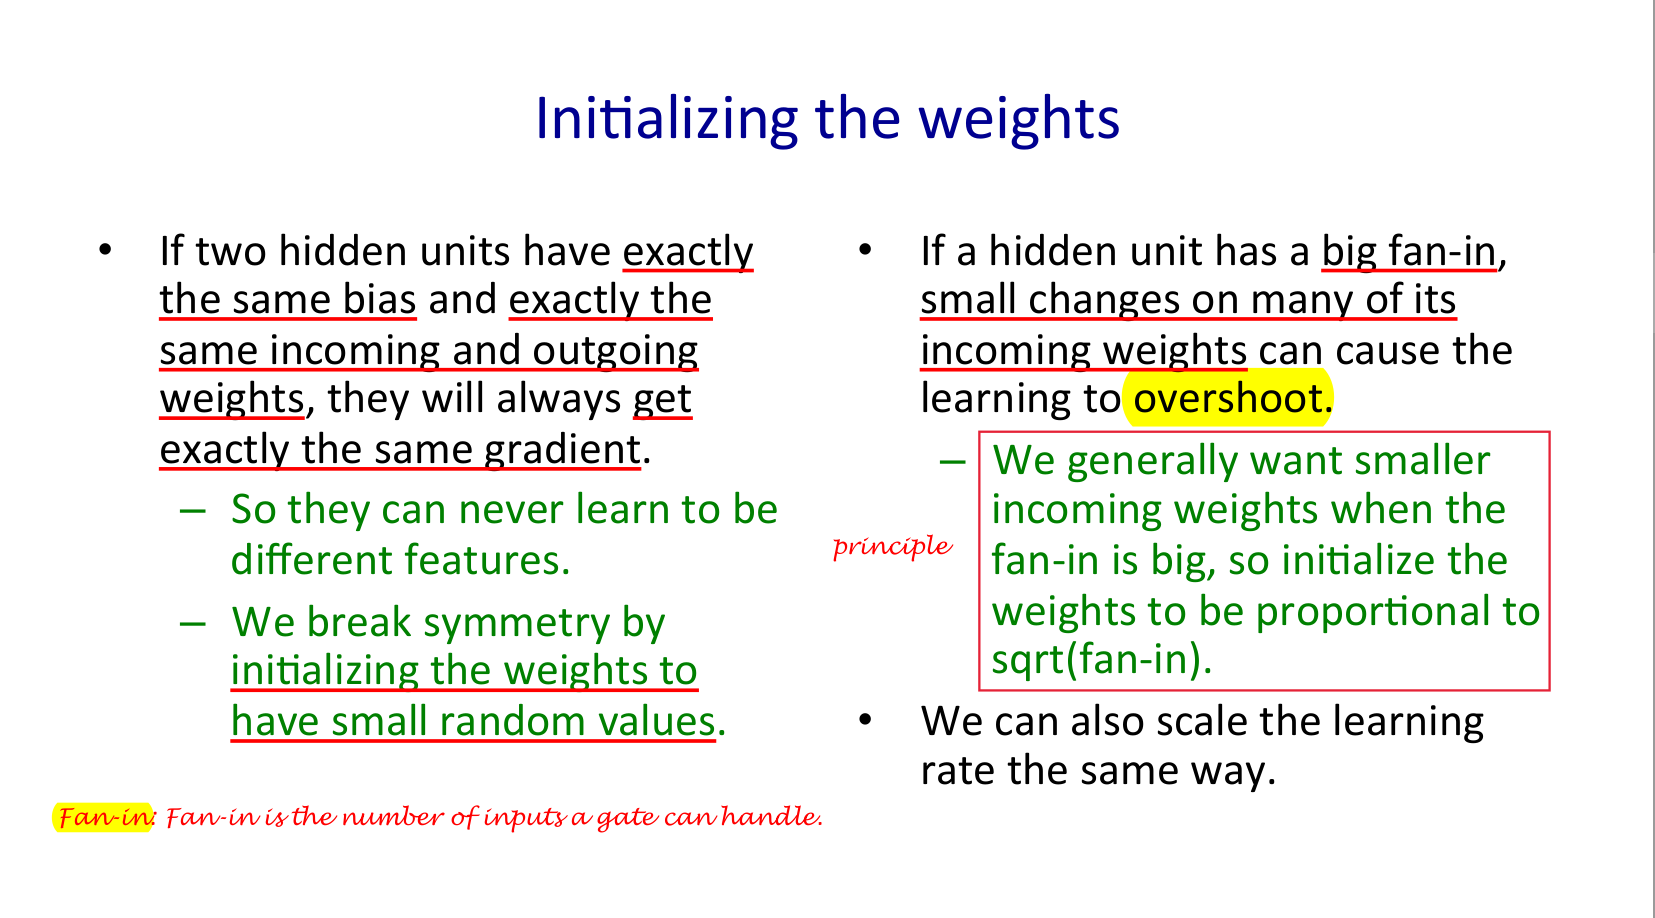 Initializing the weights
• If two hidden units have exactly
the same bias and exactly the
same incoming and outgoing
weights, they will always get
exactly the same gradient.
– So they can never learn to be
different features.
– We break symmetry by
initializing the weights to
have small random values.
Fan-in: Fan-in is the number of inputs a gate can handle.
• If a hidden unit has a big fan-in,
small changes on many of its
incoming weights can cause the
learning to overshoot.
principle
– We generally want smaller
incoming weights when the
fan-in is big, so initialize the
weights to be proportional to
sqrt(fan-in).
• We can also scale the learning
rate the same way.